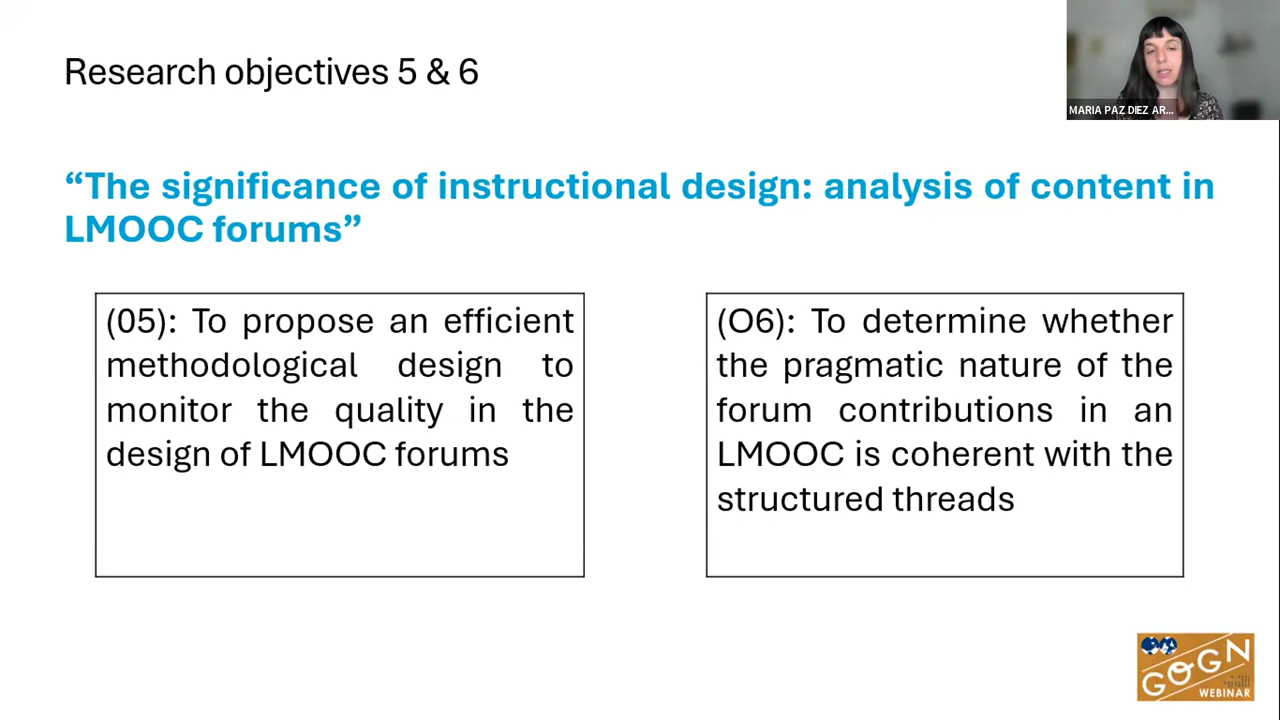 Research objectives 5 & 6
MARIA PAZ DIEZ AR...
“The significance of instructional design: analysis of content in
LMOOC forums”
(05): To propose an efficient
methodological design to
monitor the quality in the
design of LMOOC forums
(O6): To determine whether
the pragmatic nature of the
forum contributions in an
LMOOC is coherent with the
structured threads
GOGN
WEBINAR